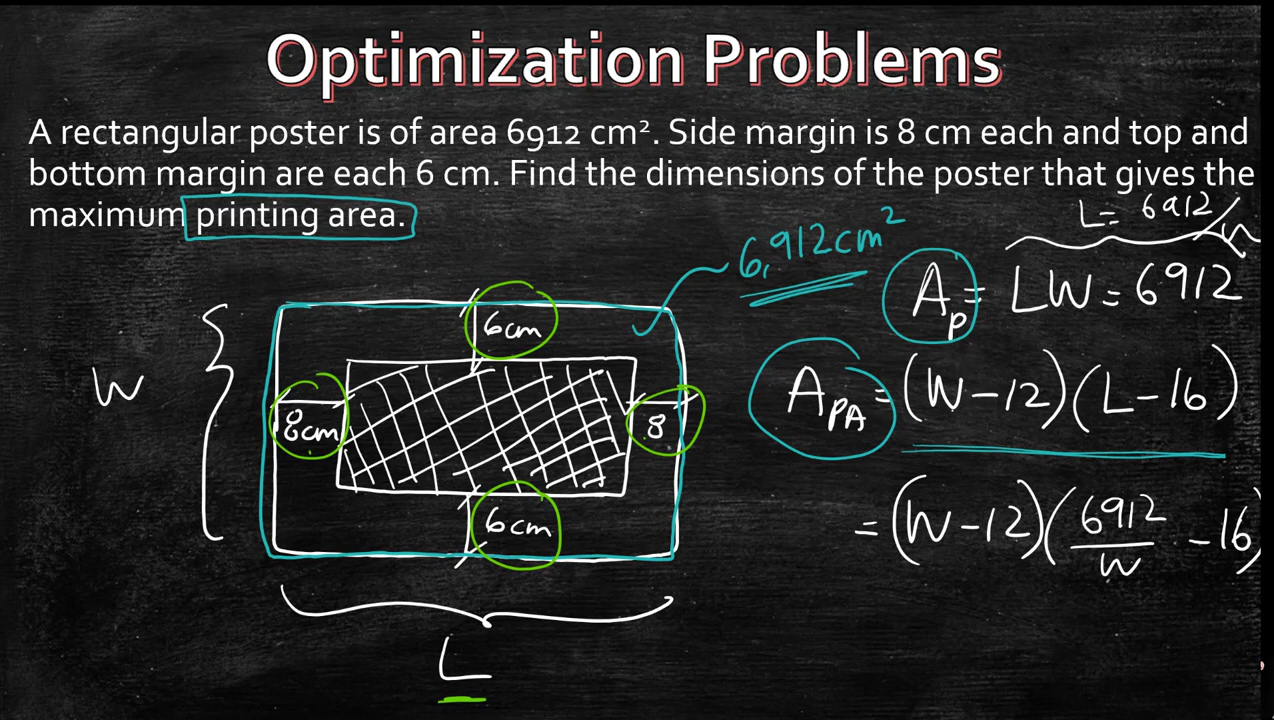 Optimization Problems
A rectangular poster is of area 6912 cm². Side margin is 8 cm each and top and
bottom margin are each 6 cm. Find the dimensions of the poster that gives the
maximum printing area.
L = 6912/W
6,912cm²
A_P = LW = 6912
6cm
W
8cm
8
A_PA = (W-12)(L-16)
6cm
= (W-12)(6912/W - 16)
L